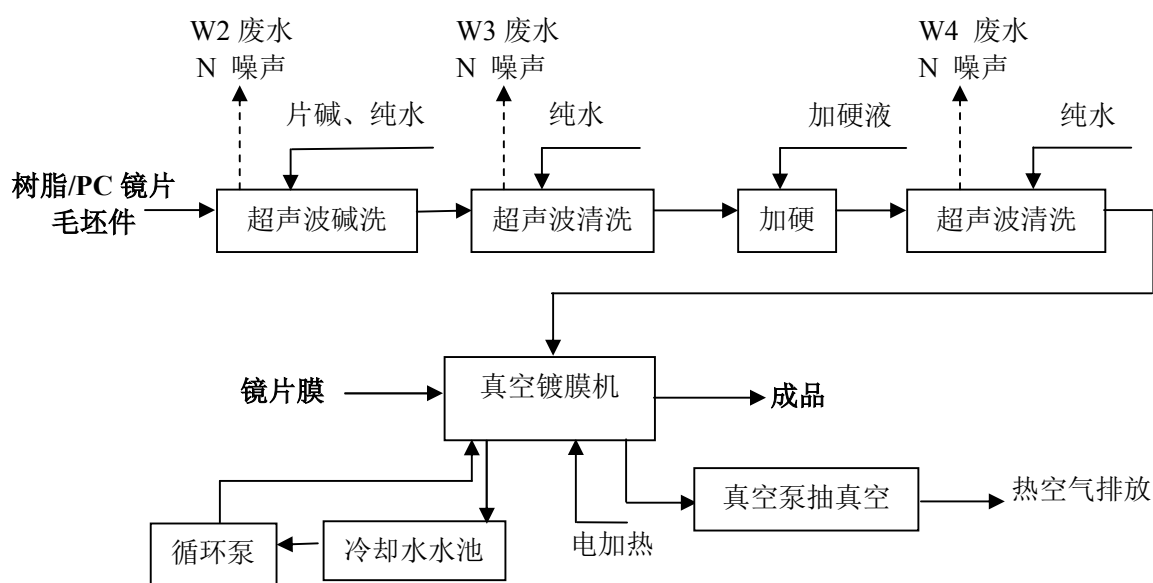 W2 废水
N 噪声
W3 废水
N 噪声
W4 废水
N 噪声
片碱、纯水
纯水
加硬液
纯水
树脂/PC 镜片
毛坯件
超声波碱洗
超声波清洗
加硬
超声波清洗
镜片膜
真空镀膜机
成品
循环泵
冷却水水池
电加热
真空泵抽真空
热空气排放